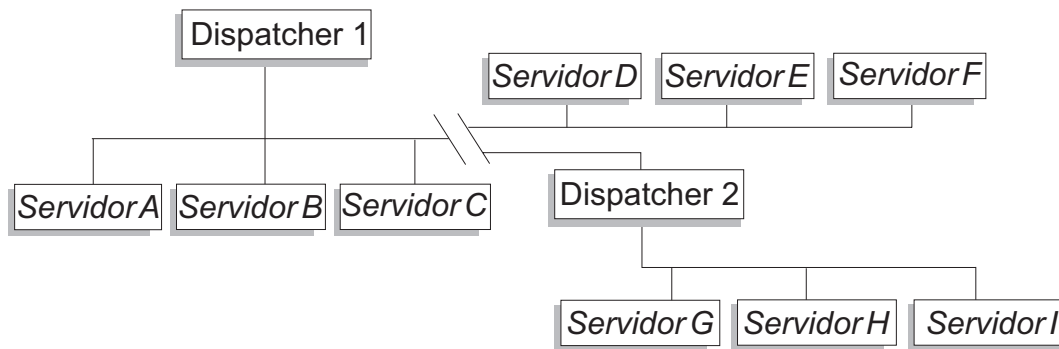 Dispatcher 1
Servidor D
Servidor E
Servidor F
Servidor A
Servidor B
Servidor C
Dispatcher 2
Servidor G
Servidor H
Servidor I